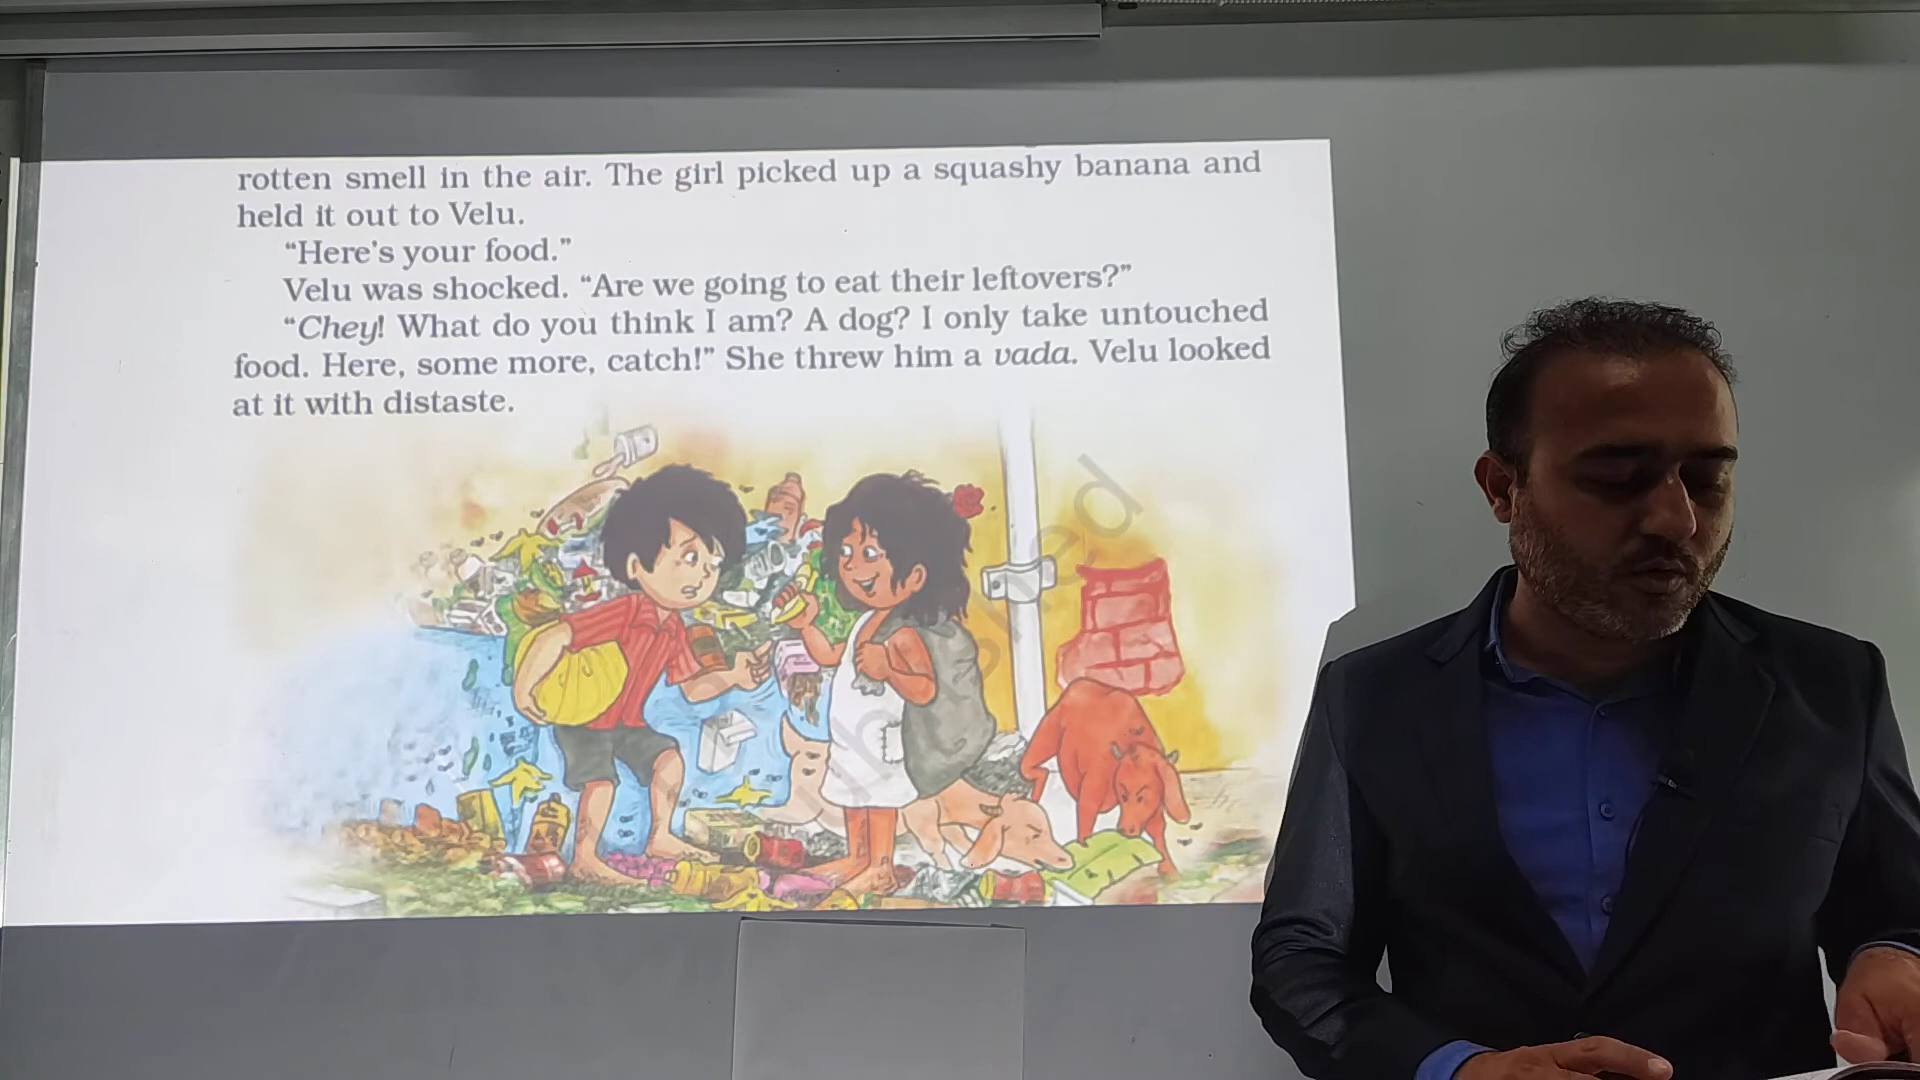 rotten smell in the air. The girl picked up a squashy banana and
held it out to Velu.
“Here’s your food.”
Velu was shocked. “Are we going to eat their leftovers?”
“Chey! What do you think I am? A dog? I only take untouched
food. Here, some more, catch!” She threw him a vada. Velu looked
at it with distaste.